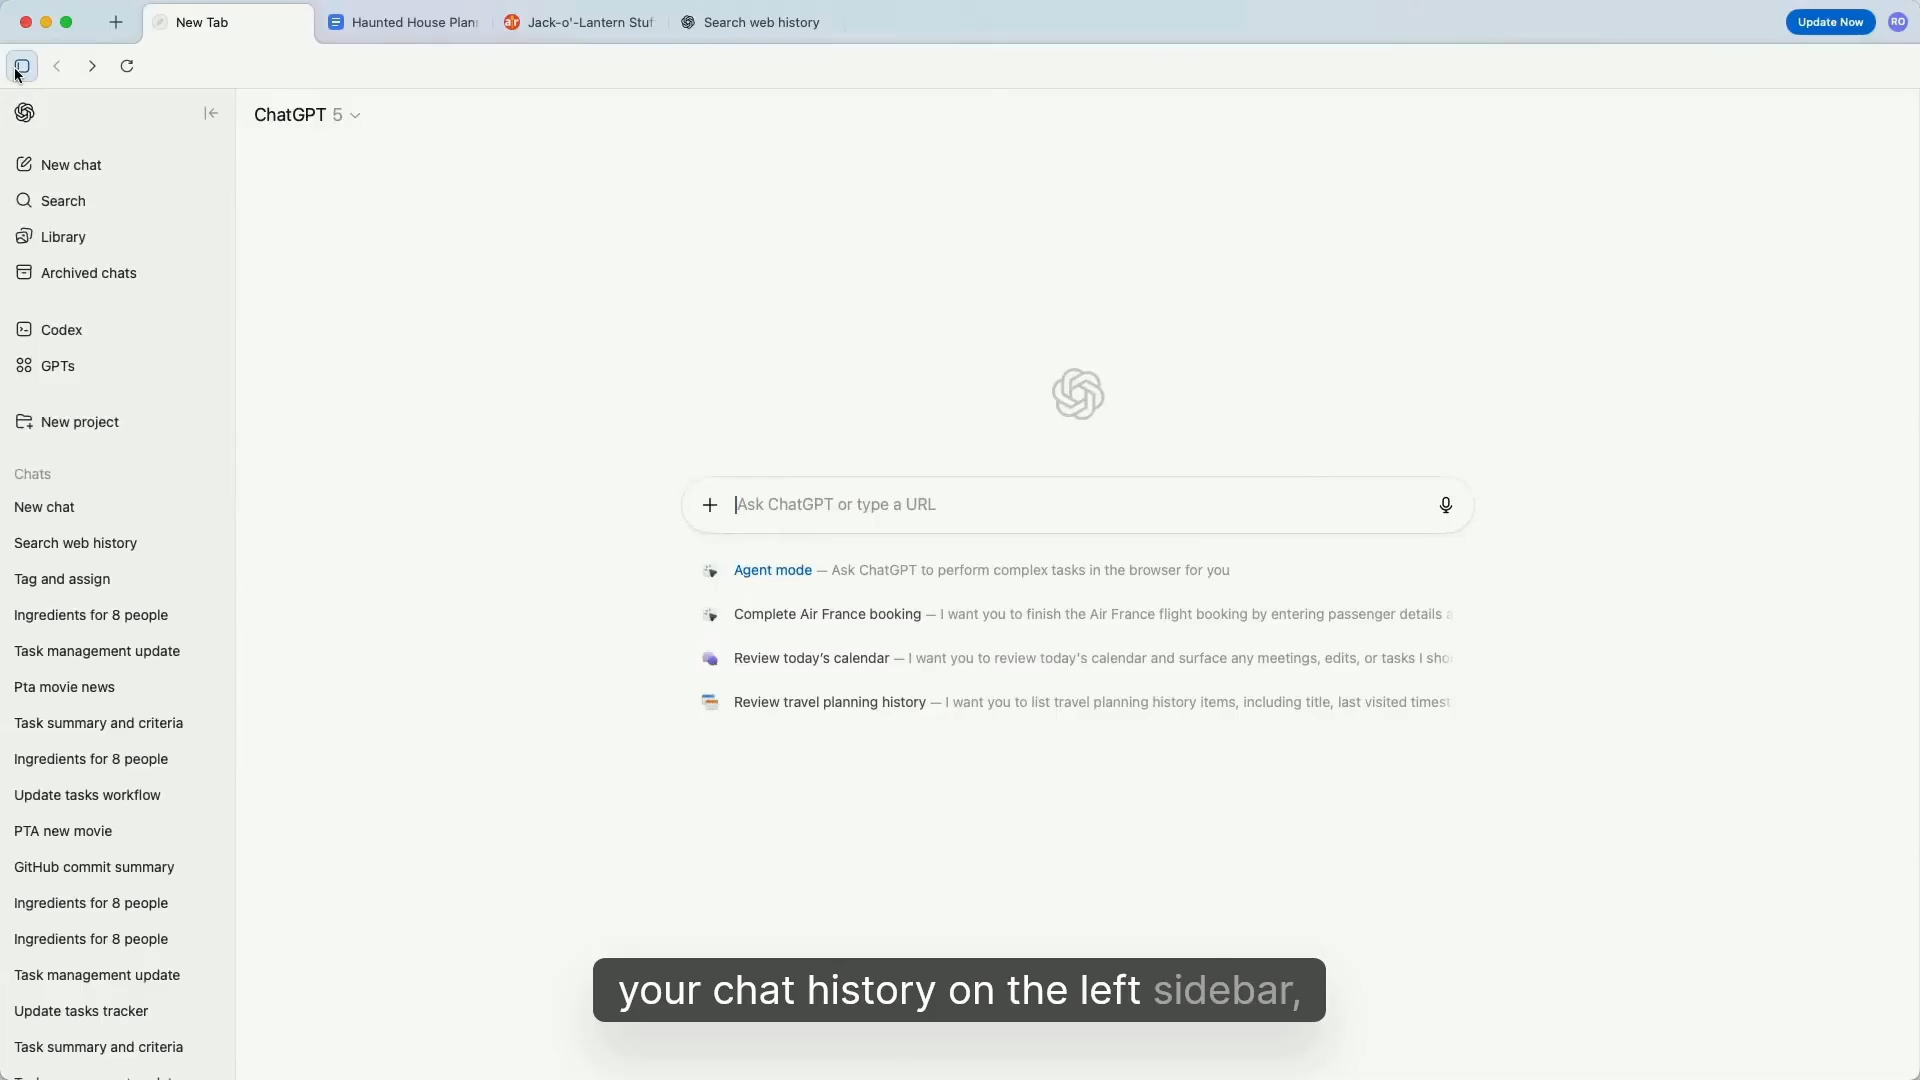 New Tab
Haunted House Plan
Jack-o'-Lantern Stuf
Search web history
Update Now
RO
ChatGPT 5
New chat
Search
Library
Archived chats
Codex
GPTs
New project
Chats
New chat
Search web history
Tag and assign
Ingredients for 8 people
Task management update
Pta movie news
Task summary and criteria
Ingredients for 8 people
Update tasks workflow
PTA new movie
GitHub commit summary
Ingredients for 8 people
Ingredients for 8 people
Task management update
Update tasks tracker
Task summary and criteria
Ask ChatGPT or type a URL
Agent mode — Ask ChatGPT to perform complex tasks in the browser for you
Complete Air France booking — I want you to finish the Air France flight booking by entering passenger details a
Review today’s calendar — I want you to review today's calendar and surface any meetings, edits, or tasks I sho
Review travel planning history — I want you to list travel planning history items, including title, last visited timest
your chat history on the left sidebar,